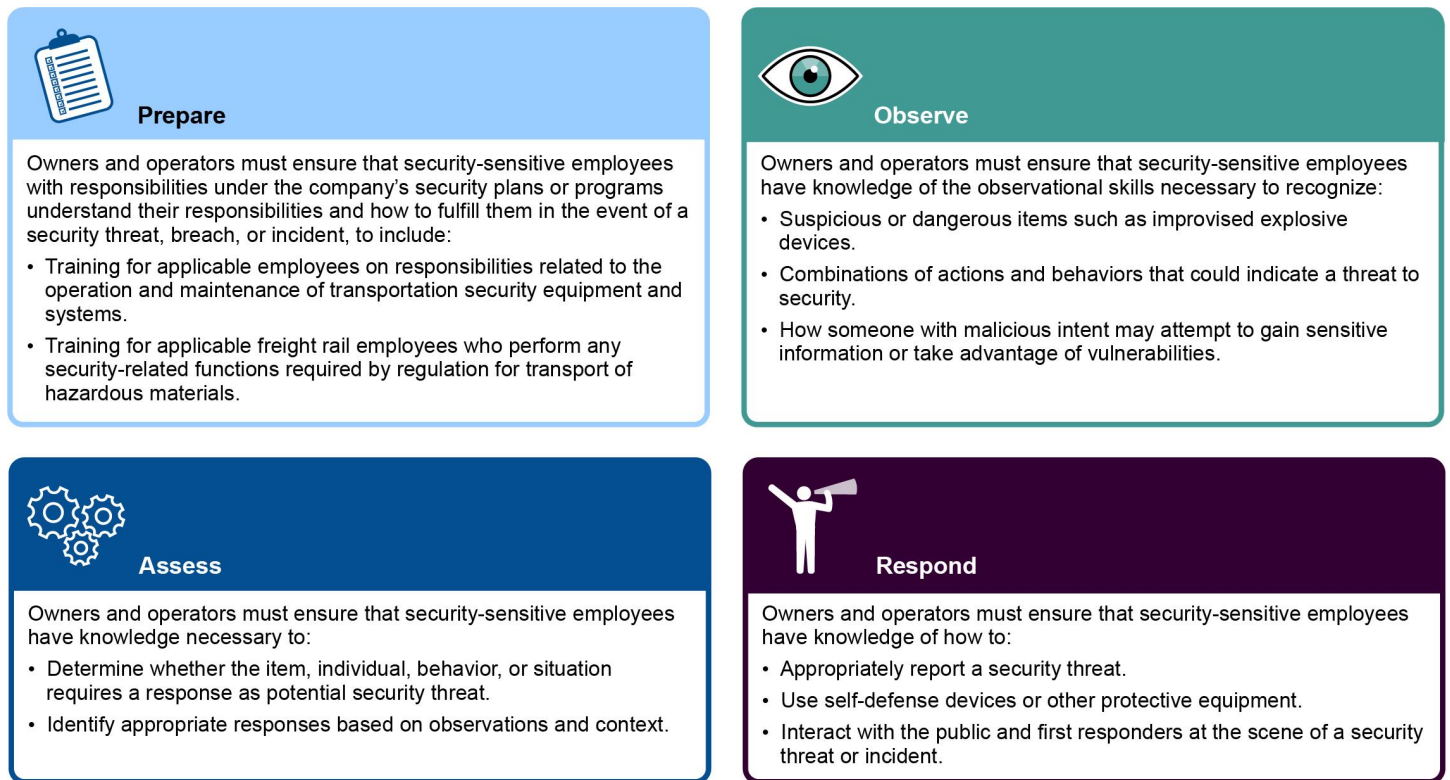 Prepare
Owners and operators must ensure that security-sensitive employees
with responsibilities under the company’s security plans or programs
understand their responsibilities and how to fulfill them in the event of a
security threat, breach, or incident, to include:
• Training for applicable employees on responsibilities related to the
operation and maintenance of transportation security equipment and
systems.
• Training for applicable freight rail employees who perform any
security-related functions required by regulation for transport of
hazardous materials.
Observe
Owners and operators must ensure that security-sensitive employees
have knowledge of the observational skills necessary to recognize:
• Suspicious or dangerous items such as improvised explosive
devices.
• Combinations of actions and behaviors that could indicate a threat to
security.
• How someone with malicious intent may attempt to gain sensitive
information or take advantage of vulnerabilities.
Assess
Owners and operators must ensure that security-sensitive employees
have knowledge necessary to:
• Determine whether the item, individual, behavior, or situation
requires a response as potential security threat.
• Identify appropriate responses based on observations and context.
Respond
Owners and operators must ensure that security-sensitive employees
have knowledge of how to:
• Appropriately report a security threat.
• Use self-defense devices or other protective equipment.
• Interact with the public and first responders at the scene of a security
threat or incident.